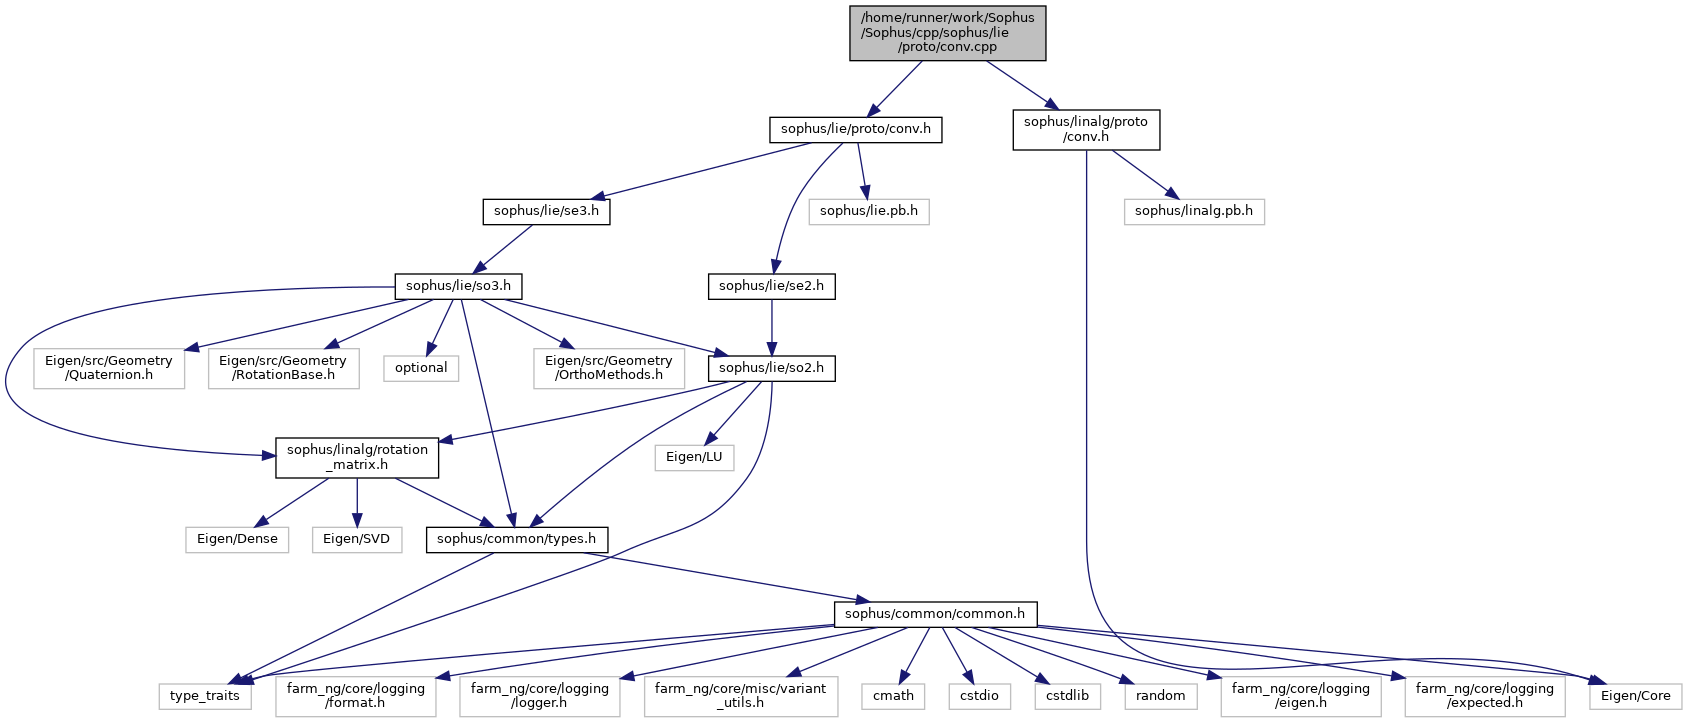 /home/runner/work/Sophus
/Sophus/cpp/sophus/lie
/proto/conv.cpp
sophus/lie/proto/conv.h
sophus/linalg/proto
/conv.h
sophus/lie/se3.h
sophus/lie.pb.h
sophus/linalg.pb.h
sophus/lie/so3.h
sophus/lie/se2.h
Eigen/src/Geometry
/Quaternion.h
Eigen/src/Geometry
/RotationBase.h
optional
Eigen/src/Geometry
/OrthoMethods.h
sophus/lie/so2.h
sophus/linalg/rotation
_matrix.h
Eigen/LU
Eigen/Dense
Eigen/SVD
sophus/common/types.h
sophus/common/common.h
type_traits
farm_ng/core/logging
/format.h
farm_ng/core/logging
/logger.h
farm_ng/core/misc/variant
_utils.h
cmath
cstdio
cstdlib
random
farm_ng/core/logging
/eigen.h
farm_ng/core/logging
/expected.h
Eigen/Core